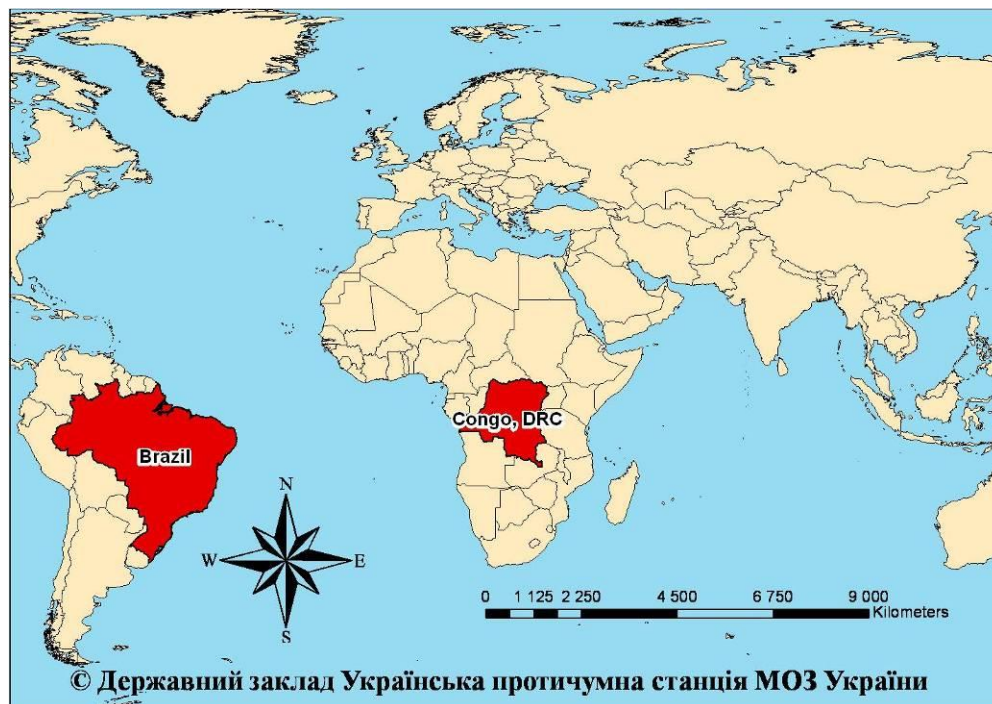 Congo, DRC
Brazil
N
W E
S
0 1 125 2 250 4 500 6 750 9 000
Kilometers
© Державний заклад Українська протичумна станція МОЗ України